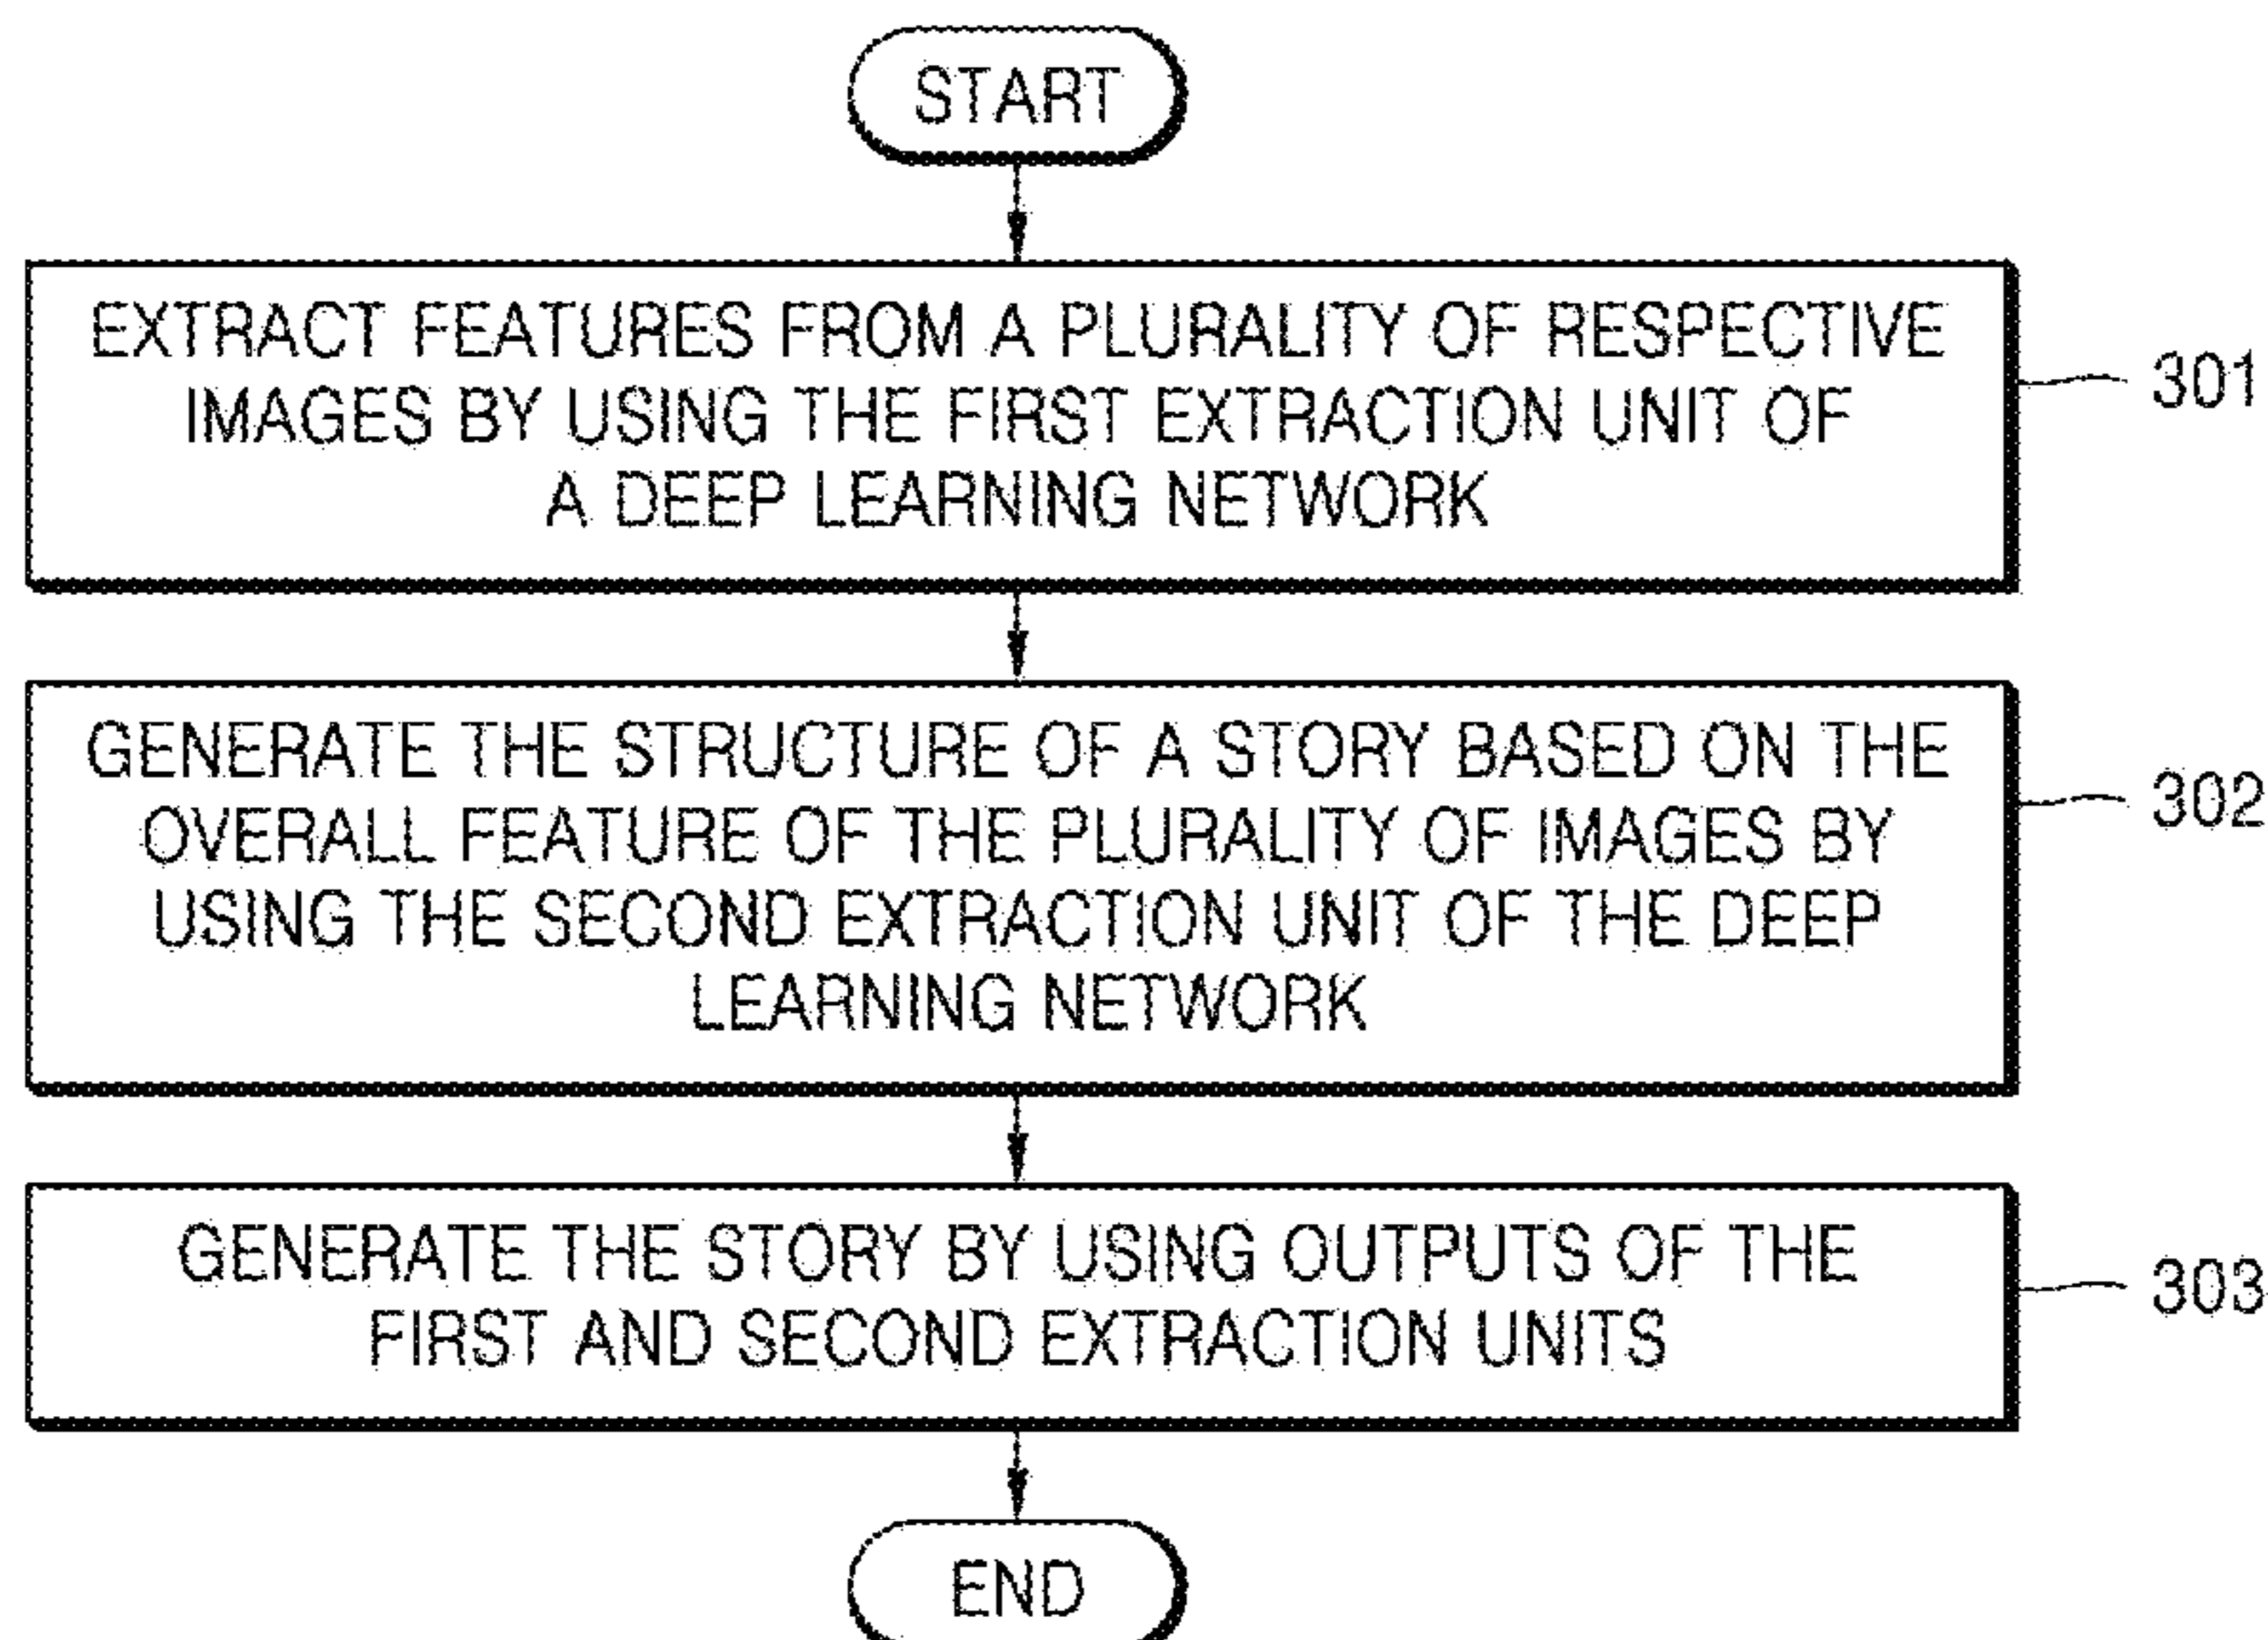 START
EXTRACT FEATURES FROM A PLURALITY OF RESPECTIVE
IMAGES BY USING THE FIRST EXTRACTION UNIT OF
A DEEP LEARNING NETWORK
301
GENERATE THE STRUCTURE OF A STORY BASED ON THE
OVERALL FEATURE OF THE PLURALITY OF IMAGES BY
USING THE SECOND EXTRACTION UNIT OF THE DEEP
LEARNING NETWORK
302
GENERATE THE STORY BY USING OUTPUTS OF THE
FIRST AND SECOND EXTRACTION UNITS
303
END